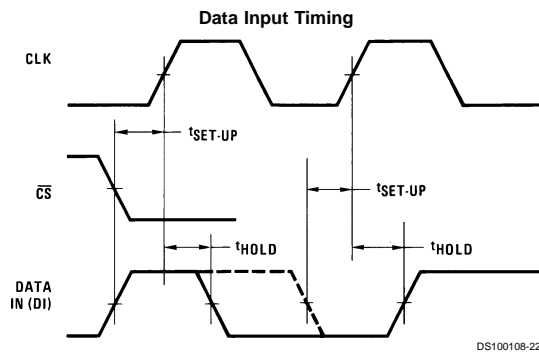 Data Input Timing
CLK
tSET-UP
CS
tSET-UP
tHOLD
tHOLD
DATA
IN (DI)
DS100108-22